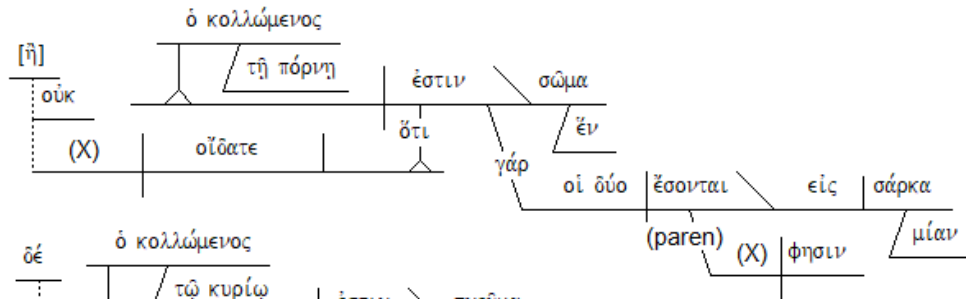 ὁ κολλώμενος
[ἢ]
τῇ πόρνῃ
οὐκ
ἐστιν σῶμα
ὅτι ἕν
(X) οἴδατε
γάρ
οἱ δύο ἔσονται εἰς σάρκα
(paren) μίαν
(X) φησιν
ὁ κολλώμενος
δέ
τῷ κυρίῳ